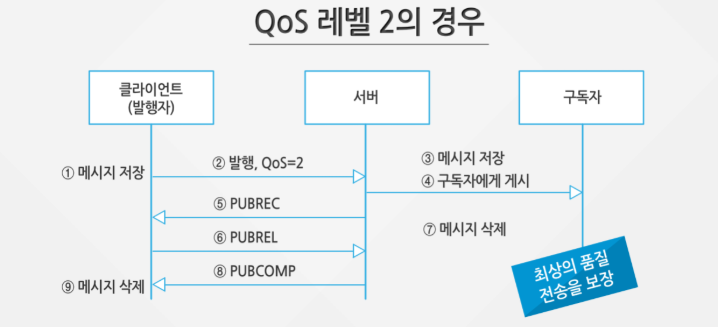 QoS 레벨 2의 경우
클라이언트
(발행자)
서버
구독자
① 메시지 저장
② 발행, QoS=2
③ 메시지 저장
④ 구독자에게 게시
⑤ PUBREC
⑥ PUBREL
⑦ 메시지 삭제
⑧ PUBCOMP
⑨ 메시지 삭제
최상의 품질
전송을 보장